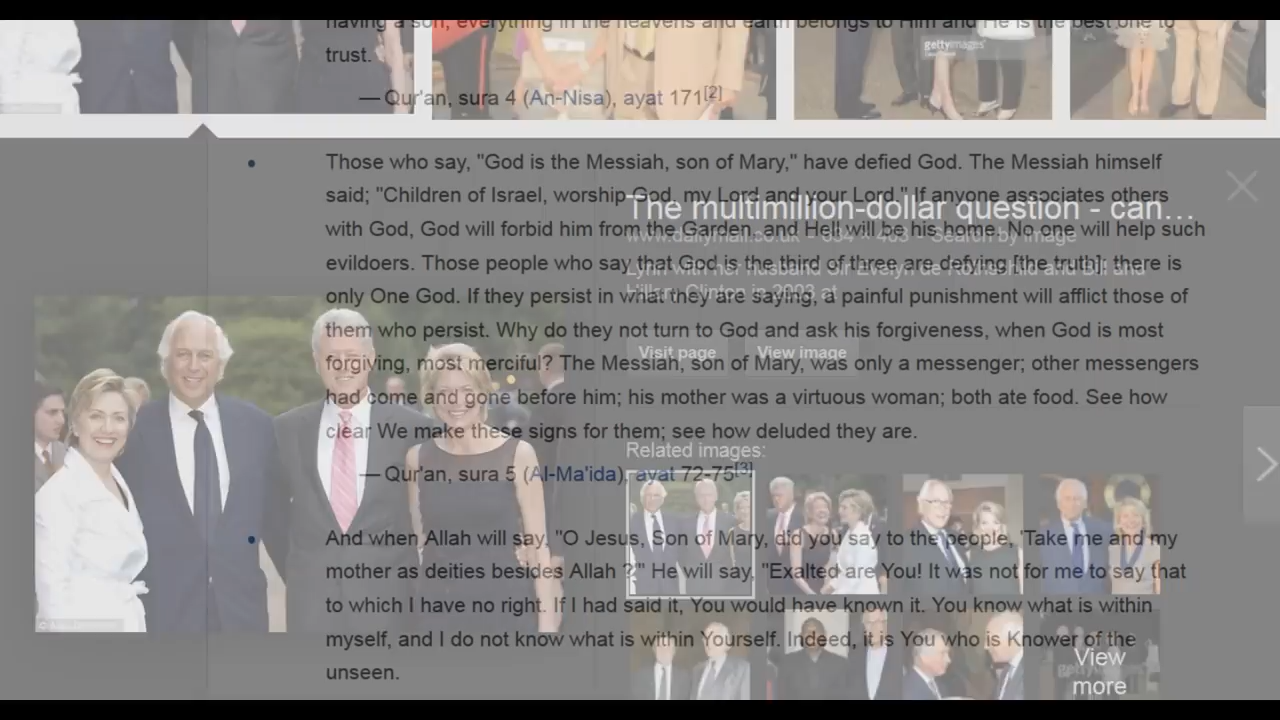 having a son, everything in the heavens and earth belongs to Him and He is the best one to
trust.
— Qur'an, sura 4 (An-Nisa), ayat 171[2]
gettyimages
• Those who say, "God is the Messiah, son of Mary," have defied God. The Messiah himself
said; "Children of Israel, worship God, my Lord and your Lord." If anyone associates others
with God, God will forbid him from the Garden, and Hell will be his home. No one will help such
evildoers. Those people who say that God is the third of three are defying [the truth]: there is
only One God. If they persist in what they are saying, a painful punishment will afflict those of
them who persist. Why do they not turn to God and ask his forgiveness, when God is most
forgiving, most merciful? The Messiah, son of Mary, was only a messenger; other messengers
had come and gone before him; his mother was a virtuous woman; both ate food. See how
clear We make these signs for them; see how deluded they are.
— Qur'an, sura 5 (Al-Ma'ida), ayat 72-75[3]
• And when Allah will say, "O Jesus, Son of Mary, did you say to the people, 'Take me and my
mother as deities besides Allah ?'" He will say, "Exalted are You! It was not for me to say that
to which I have no right. If I had said it, You would have known it. You know what is within
myself, and I do not know what is within Yourself. Indeed, it is You who is Knower of the
unseen.
The multimillion-dollar question - can...
www.dailymail.co.uk - 634 × 463 - Search by image
Lynn with her husband Sir Evelyn de Rothschild and Bill and
Hillary Clinton in 2003 at
Visit page
View image
Related images:
View
more